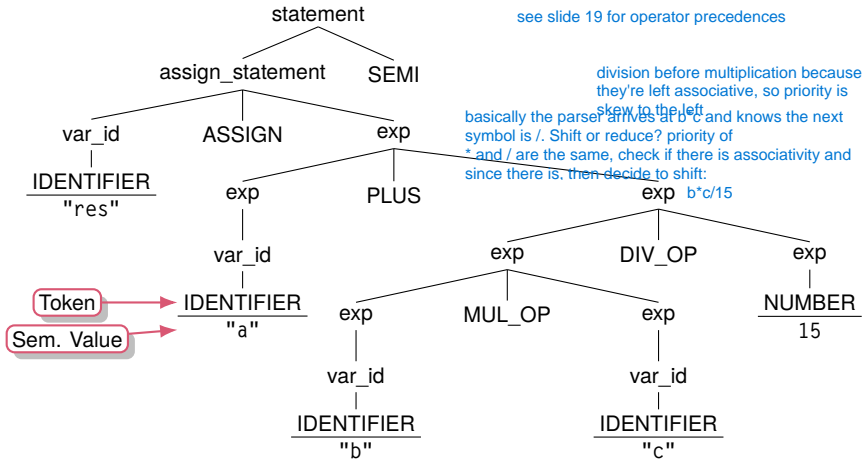 statement
see slide 19 for operator precedences
assign_statement
SEMI
division before multiplication because
they're left associative, so priority is
skew to the left
basically the parser arrives at b*c and knows the next
symbol is /. Shift or reduce? priority of
* and / are the same, check if there is associativity and
since there is, then decide to shift:
b*c/15
var_id
ASSIGN
exp
IDENTIFIER
"res"
exp
PLUS
exp
var_id
exp
DIV_OP
exp
Token
IDENTIFIER
"a"
Sem. Value
exp
MUL_OP
exp
NUMBER
15
var_id
var_id
IDENTIFIER
"b"
IDENTIFIER
"c"